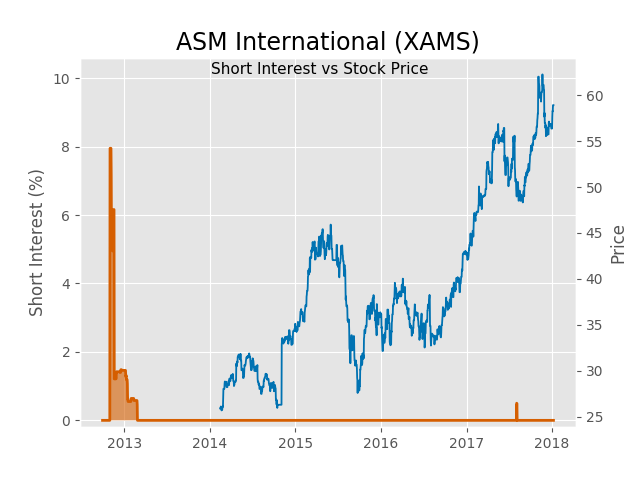 ASM International (XAMS)
Short Interest vs Stock Price
10
8
6
4
2
0
Short Interest (%)
60
55
50
45
40
35
30
25
Price
2013 2014 2015 2016 2017 2018